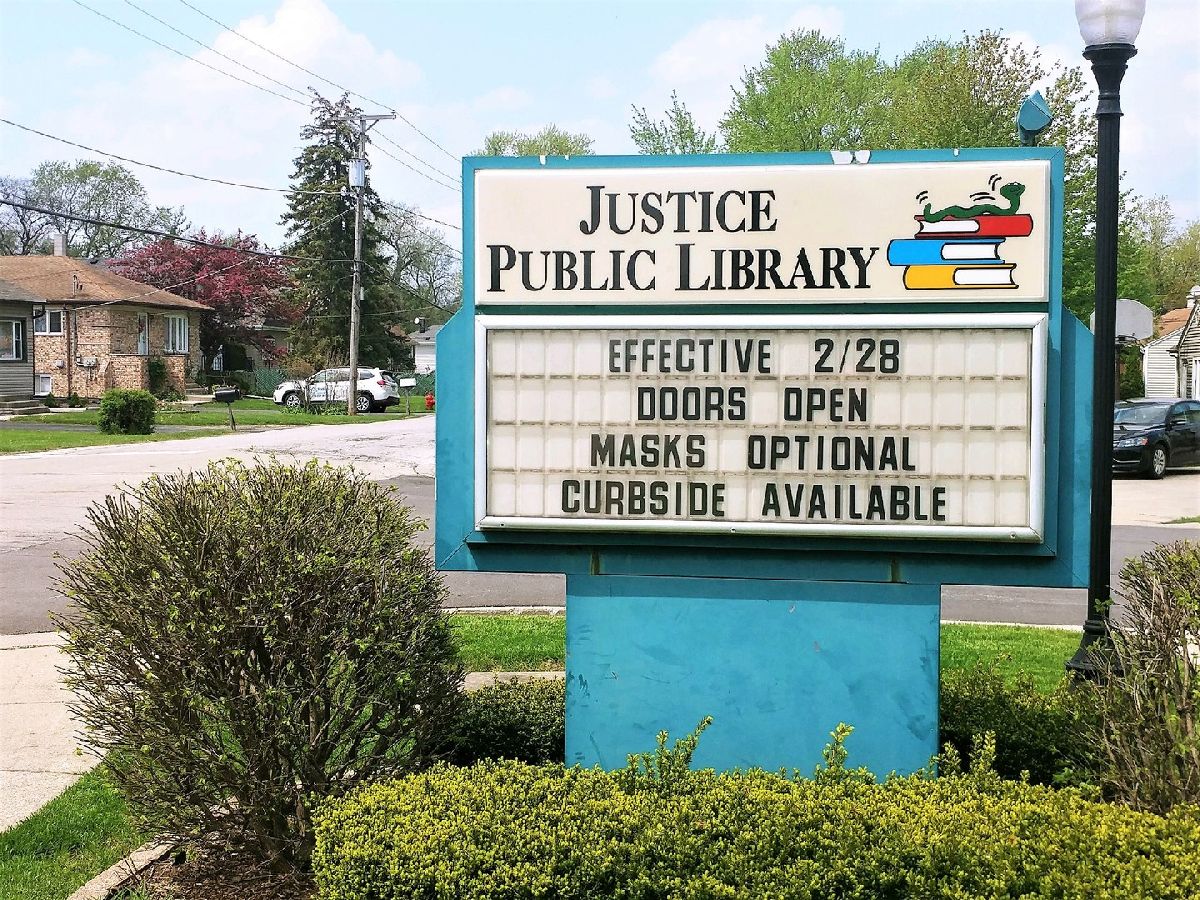 JUSTICE
PUBLIC LIBRARY
EFFECTIVE 2/28
DOORS OPEN
MASKS OPTIONAL
CURBSIDE AVAILABLE